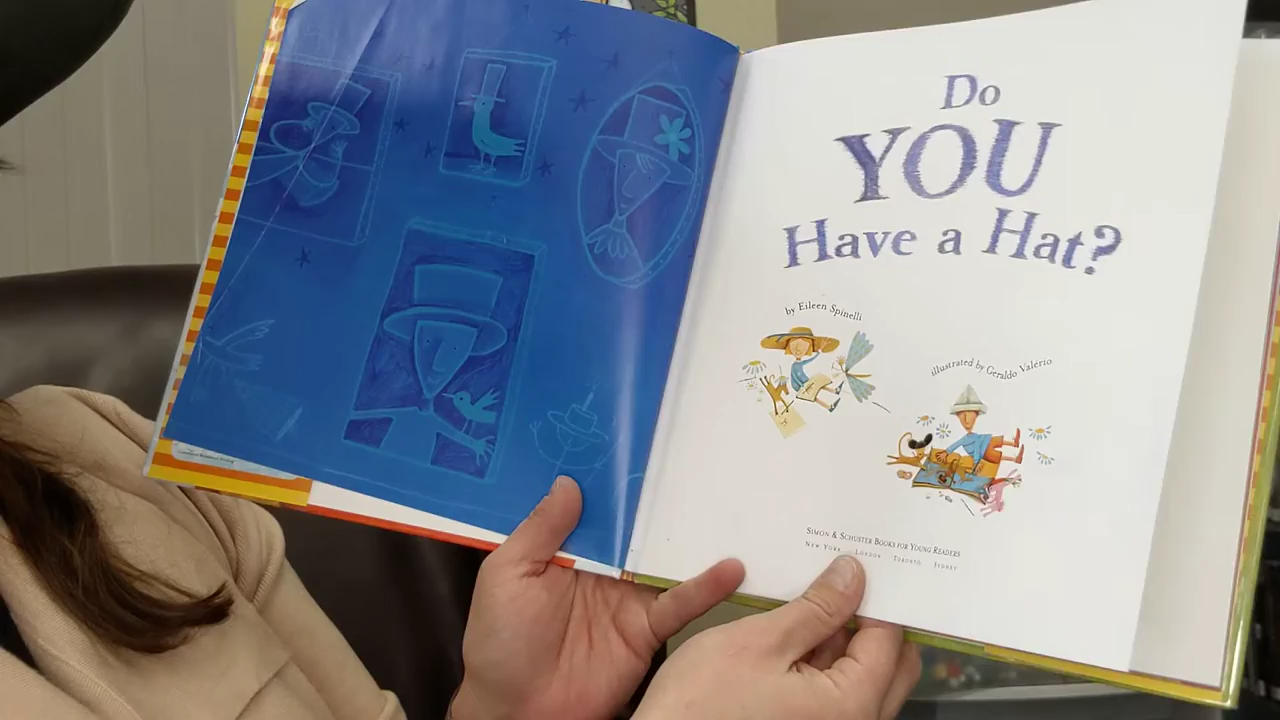 Do
YOU
Have a Hat?
by Eileen Spinelli
illustrated by Geraldo Valério
SIMON & SCHUSTER BOOKS FOR YOUNG READERS
NEW YORK LONDON TORONTO SYDNEY